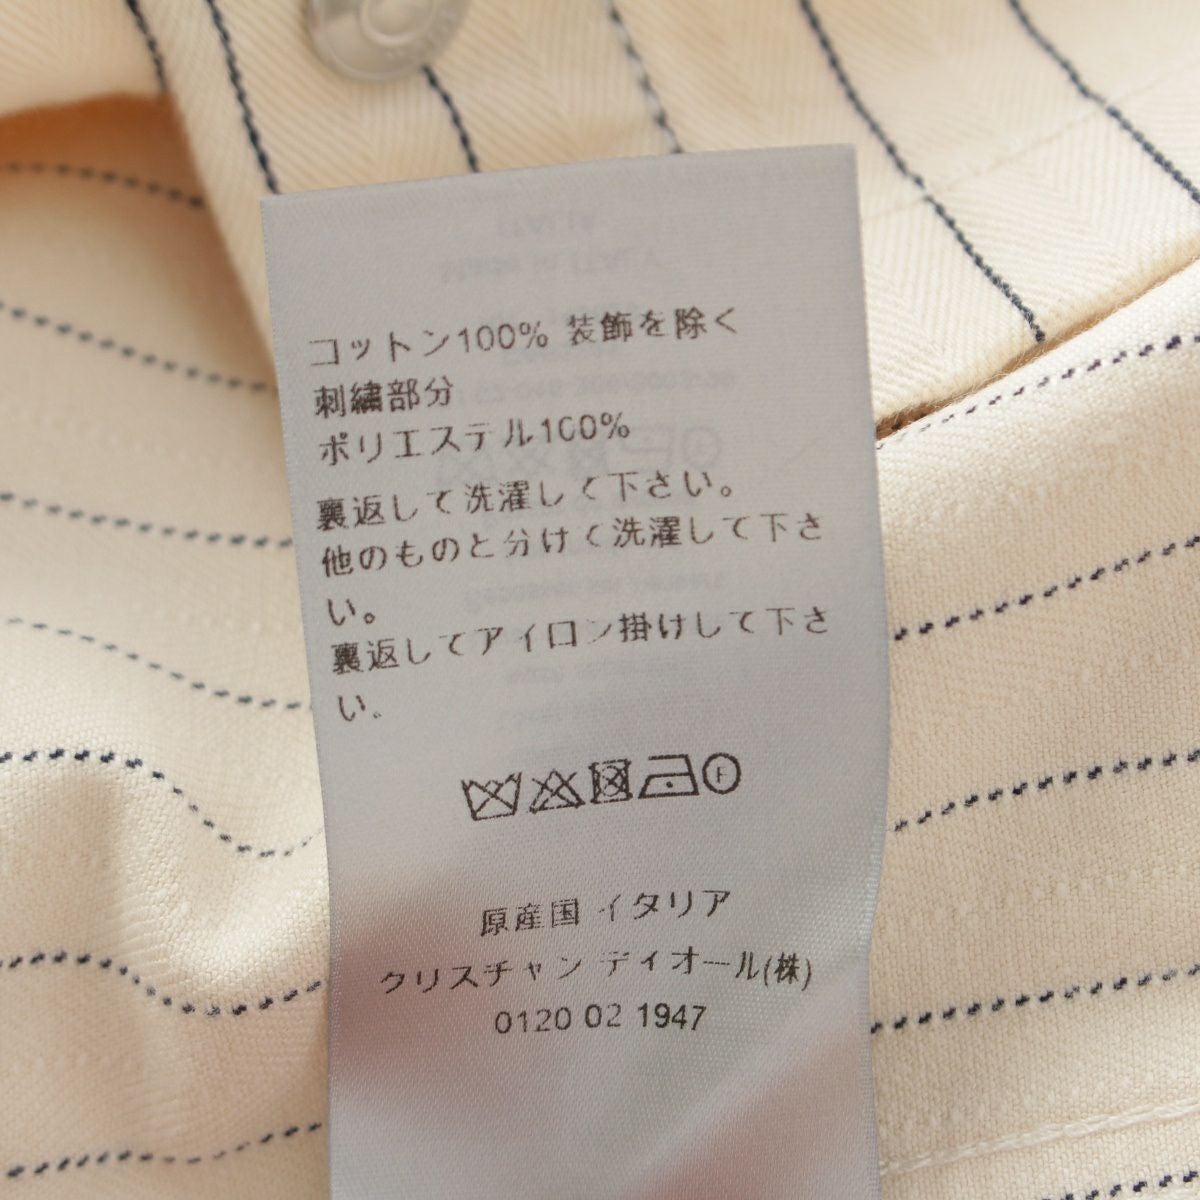 コットン100% 装飾を除く
刺繍部分
ポリエステル100%
裏返して洗濯して下さい。
他のものと分けて洗濯して下さ
い。
裏返してアイロン掛けして下さ
い。
F
原産国 イタリア
クリスチャン ディオール(株)
0120 02 1947